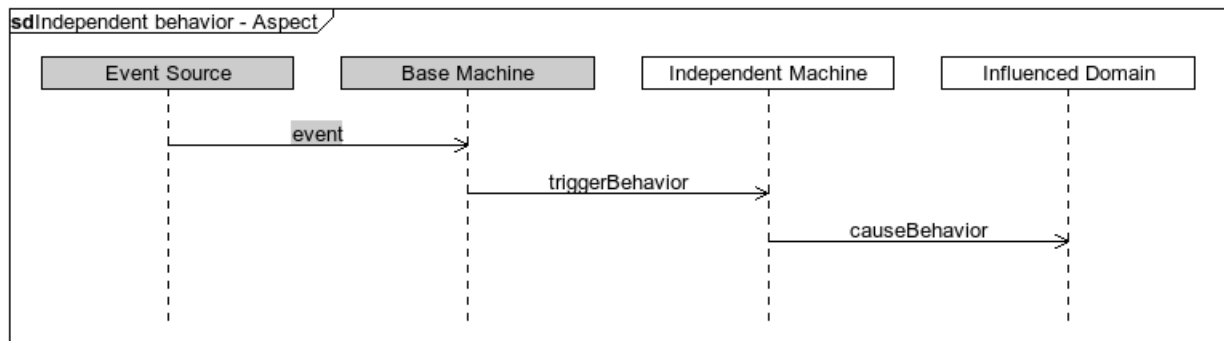 sdIndependent behavior - Aspect
Event Source
Base Machine
Independent Machine
Influenced Domain
event
triggerBehavior
causeBehavior